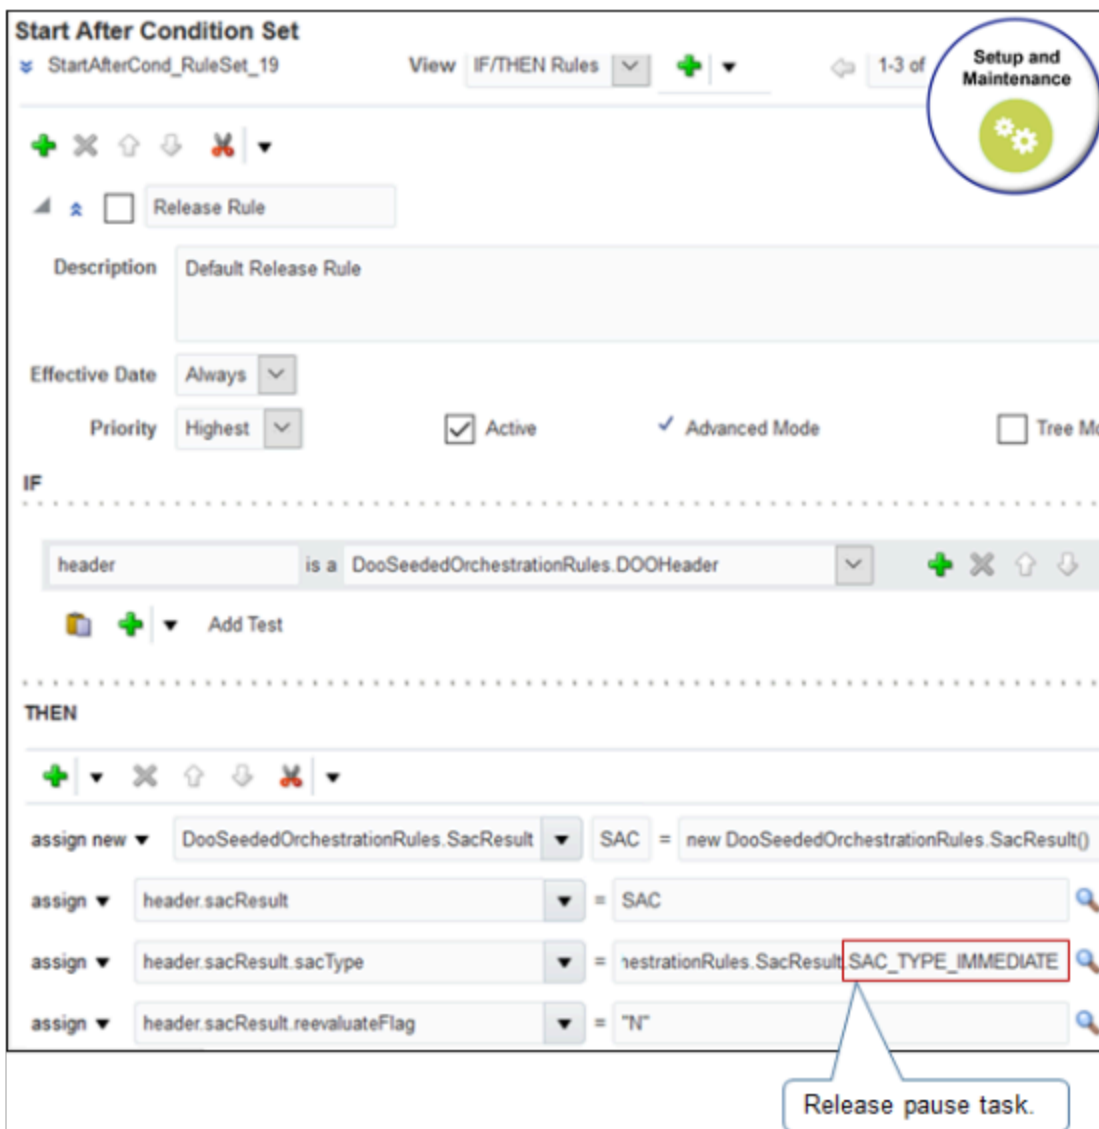 Start After Condition Set
StartAfterCond_RuleSet_19 View IF/THEN Rules 1-3 of
Setup and
Maintenance
Release Rule
Description Default Release Rule
Effective Date Always
Priority Highest Active Advanced Mode Tree Mo
IF
header is a DooSeededOrchestrationRules.DOOHeader
Add Test
THEN
assign new DooSeededOrchestrationRules.SacResult SAC = new DooSeededOrchestrationRules.SacResult()
assign header.sacResult = SAC
assign header.sacResult.sacType = hestrationRules.SacResult.SAC_TYPE_IMMEDIATE
assign header.sacResult.reevaluateFlag = "N"
Release pause task.